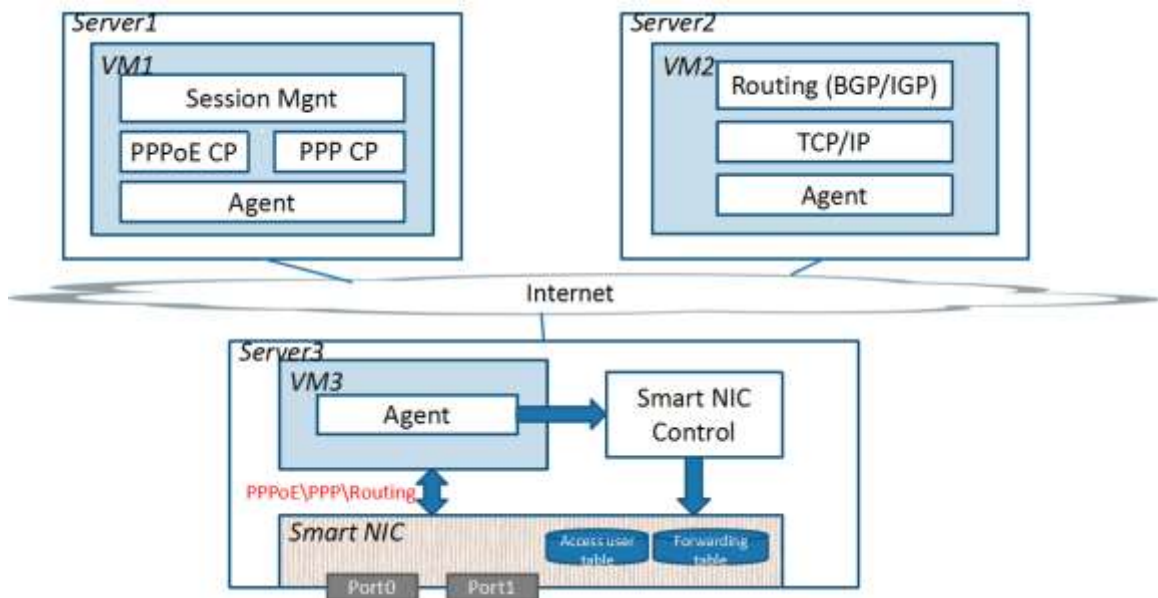 Server1
VM1
Session Mgnt
PPPoE CP
PPP CP
Agent
Server2
VM2
Routing (BGP/IGP)
TCP/IP
Agent
Internet
Server3
VM3
Agent
Smart NIC
Control
PPPoE\PPP\Routing
Smart NIC
Access user
table
Forwarding
table
Port0
Port1